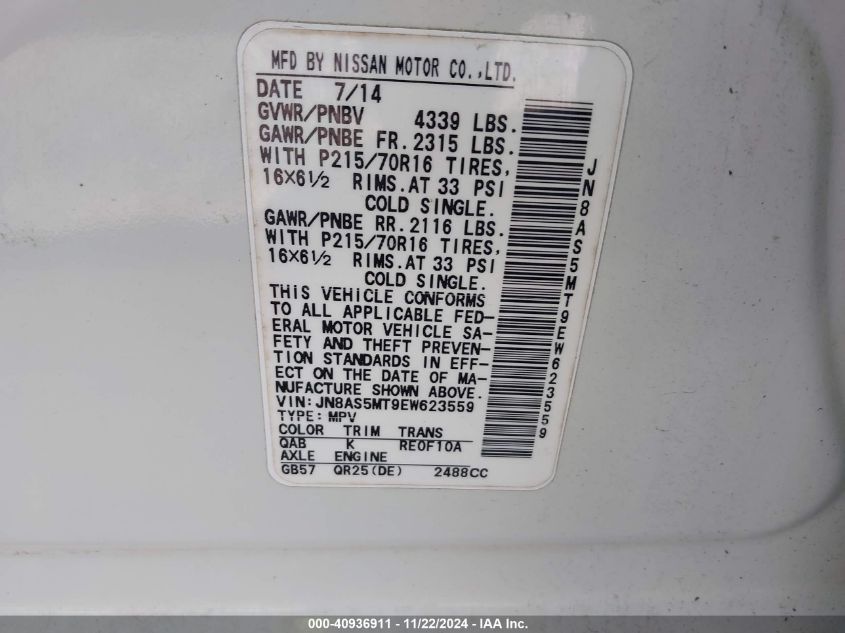 MFD BY NISSAN MOTOR CO.,LTD.
DATE 7/14
GVWR/PNBV 4339 LBS.
GAWR/PNBE FR. 2315 LBS.
WITH P215/70R16 TIRES,
16X6½ RIMS.AT 33 PSI
COLD SINGLE.
GAWR/PNBE RR. 2116 LBS.
WITH P215/70R16 TIRES,
16X6½ RIMS.AT 33 PSI
COLD SINGLE.
THIS VEHICLE CONFORMS
TO ALL APPLICABLE FED-
ERAL MOTOR VEHICLE SA-
FETY AND THEFT PREVEN-
TION STANDARDS IN EFF-
ECT ON THE DATE OF MA-
NUFACTURE SHOWN ABOVE.
VIN:JN8AS5MT9EW623559
TYPE:MPV
COLOR TRIM TRANS
QAB K RE0F10A
AXLE ENGINE
GB57 QR25(DE) 2488CC
JN8AS5MT9EW623559
000-40936911 - 11/22/2024 - IAA Inc.